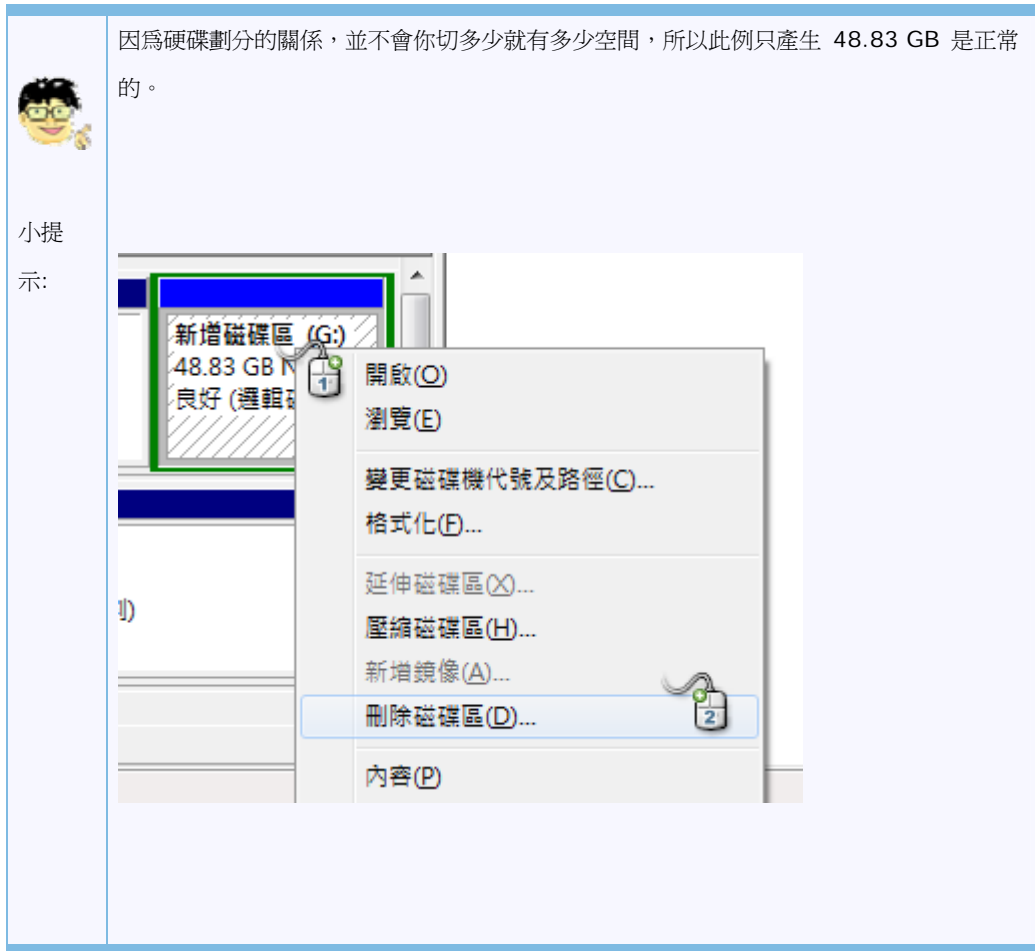 因為硬碟劃分的關係，並不會你切多少就有多少空間，所以此例只產生 48.83 GB 是正常
的。
小提
示:
新增磁碟區 (G:)
48.83 GB
良好 (邏輯
1
開啟(O)
瀏覽(E)
變更磁碟機代號及路徑(C)...
格式化(F)...
延伸磁碟區(X)...
壓縮磁碟區(H)...
新增鏡像(A)...
刪除磁碟區(D)...
2
內容(P)